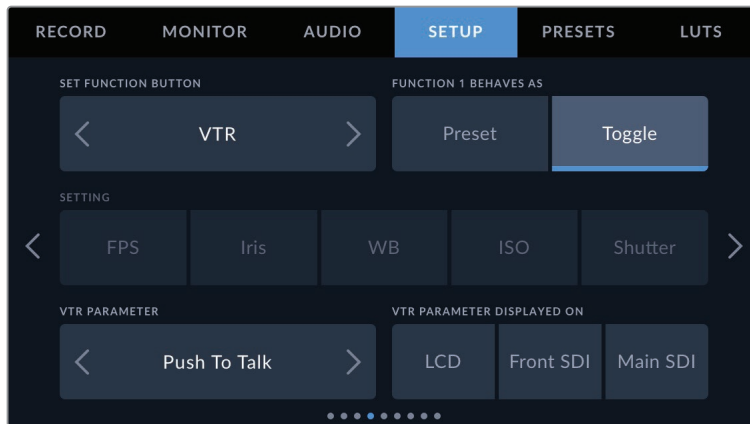 RECORD MONITOR AUDIO SETUP PRESETS LUTS
SET FUNCTION BUTTON FUNCTION 1 BEHAVES AS
VTR Preset Toggle
SETTING
FPS Iris WB ISO Shutter
VTR PARAMETER VTR PARAMETER DISPLAYED ON
Push To Talk LCD Front SDI Main SDI